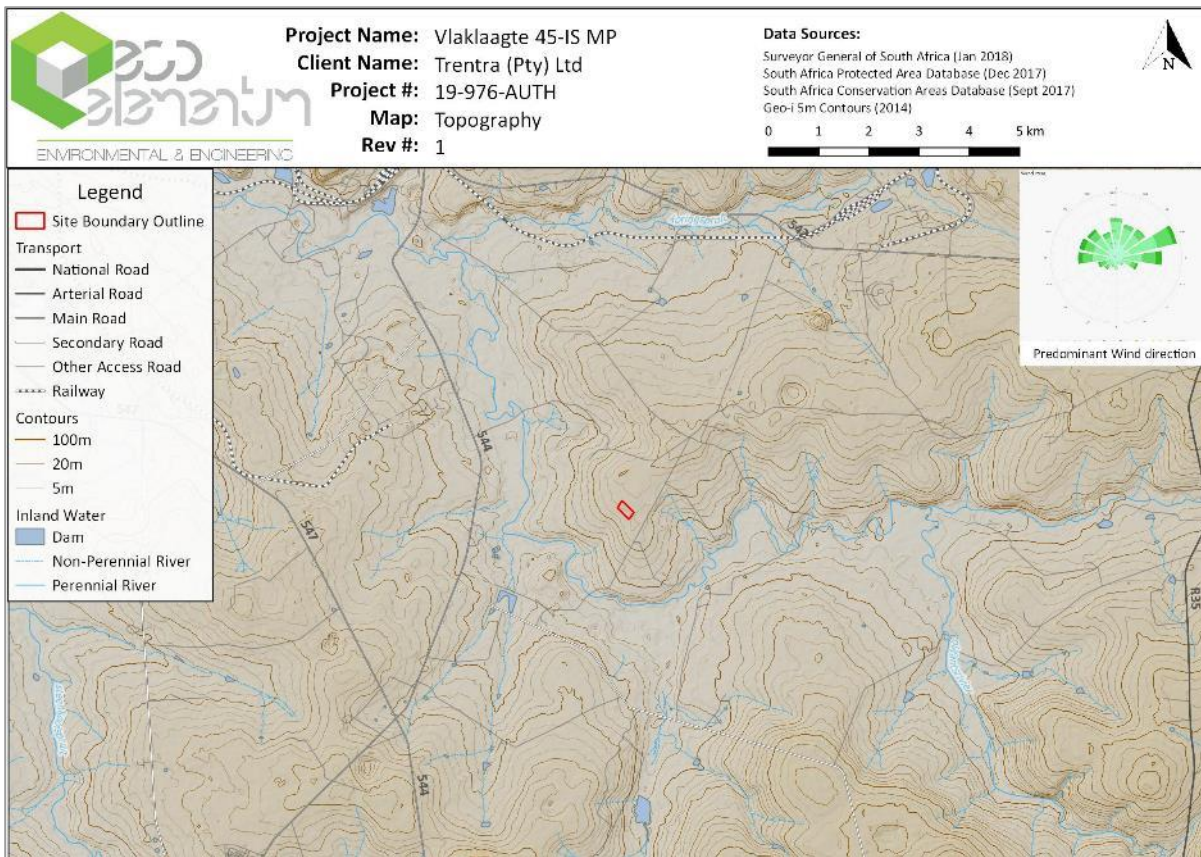 eco
elementum
ENVIRONMENTAL & ENGINEERING
Project Name: Vlaklaagte 45-IS MP
Client Name: Trentra (Pty) Ltd
Project #: 19-976-AUTH
Map: Topography
Rev #: 1
Data Sources:
Surveyor General of South Africa (Jan 2018)
South Africa Protected Area Database (Dec 2017)
South Africa Conservation Areas Database (Sept 2017)
Geo-i 5m Contours (2014)
0 1 2 3 4 5 km
N
Legend
Site Boundary Outline
Transport
National Road
Arterial Road
Main Road
Secondary Road
Other Access Road
Railway
Contours
100m
20m
5m
Inland Water
Dam
Non-Perennial River
Perennial River
Predominant Wind direction
547
544
547
544
R35